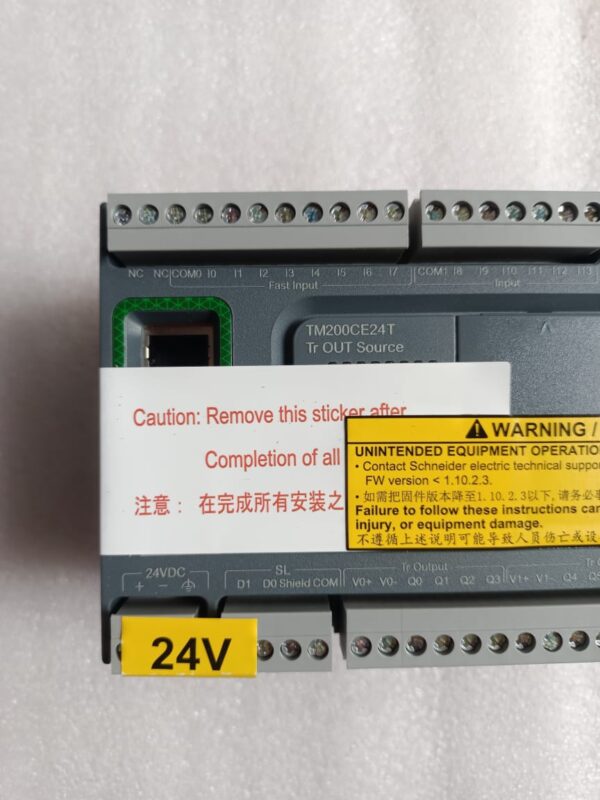 NC NC COM0 I0 I1 I2 I3 I4 I5 I6 I7 COM1 I8 I9 I10 I11 I12 I13
Fast Input Input
TM200CE24T
Tr OUT Source
Caution: Remove this sticker after
Completion of all
注意： 在完成所有安装之
WARNING /
UNINTENDED EQUIPMENT OPERATION
• Contact Schneider electric technical suppo
FW version < 1.10.2.3.
• 如需把固件版本降至1.10.2.3以下, 请务必
Failure to follow these instructions can
injury, or equipment damage.
不遵循上述说明可能导致人员伤亡或设
24VDC SL Tr Output Tr
+ − D1 D0 Shield COM V0+ V0- Q0 Q1 Q2 Q3 V1+ V1- Q4 Q5
24V